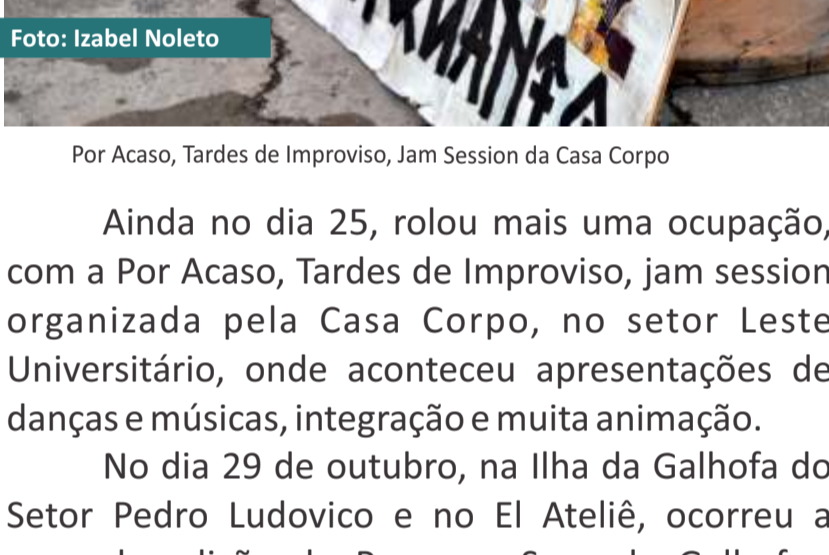 Foto: Izabel Noleto
Por Acaso, Tardes de Improviso, Jam Session da Casa Corpo
Ainda no dia 25, rolou mais uma ocupação,
com a Por Acaso, Tardes de Improviso, jam session
organizada pela Casa Corpo, no setor Leste
Universitário, onde aconteceu apresentações de
danças e músicas, integração e muita animação.
No dia 29 de outubro, na Ilha da Galhofa do
Setor Pedro Ludovico e no El Ateliê, ocorreu a